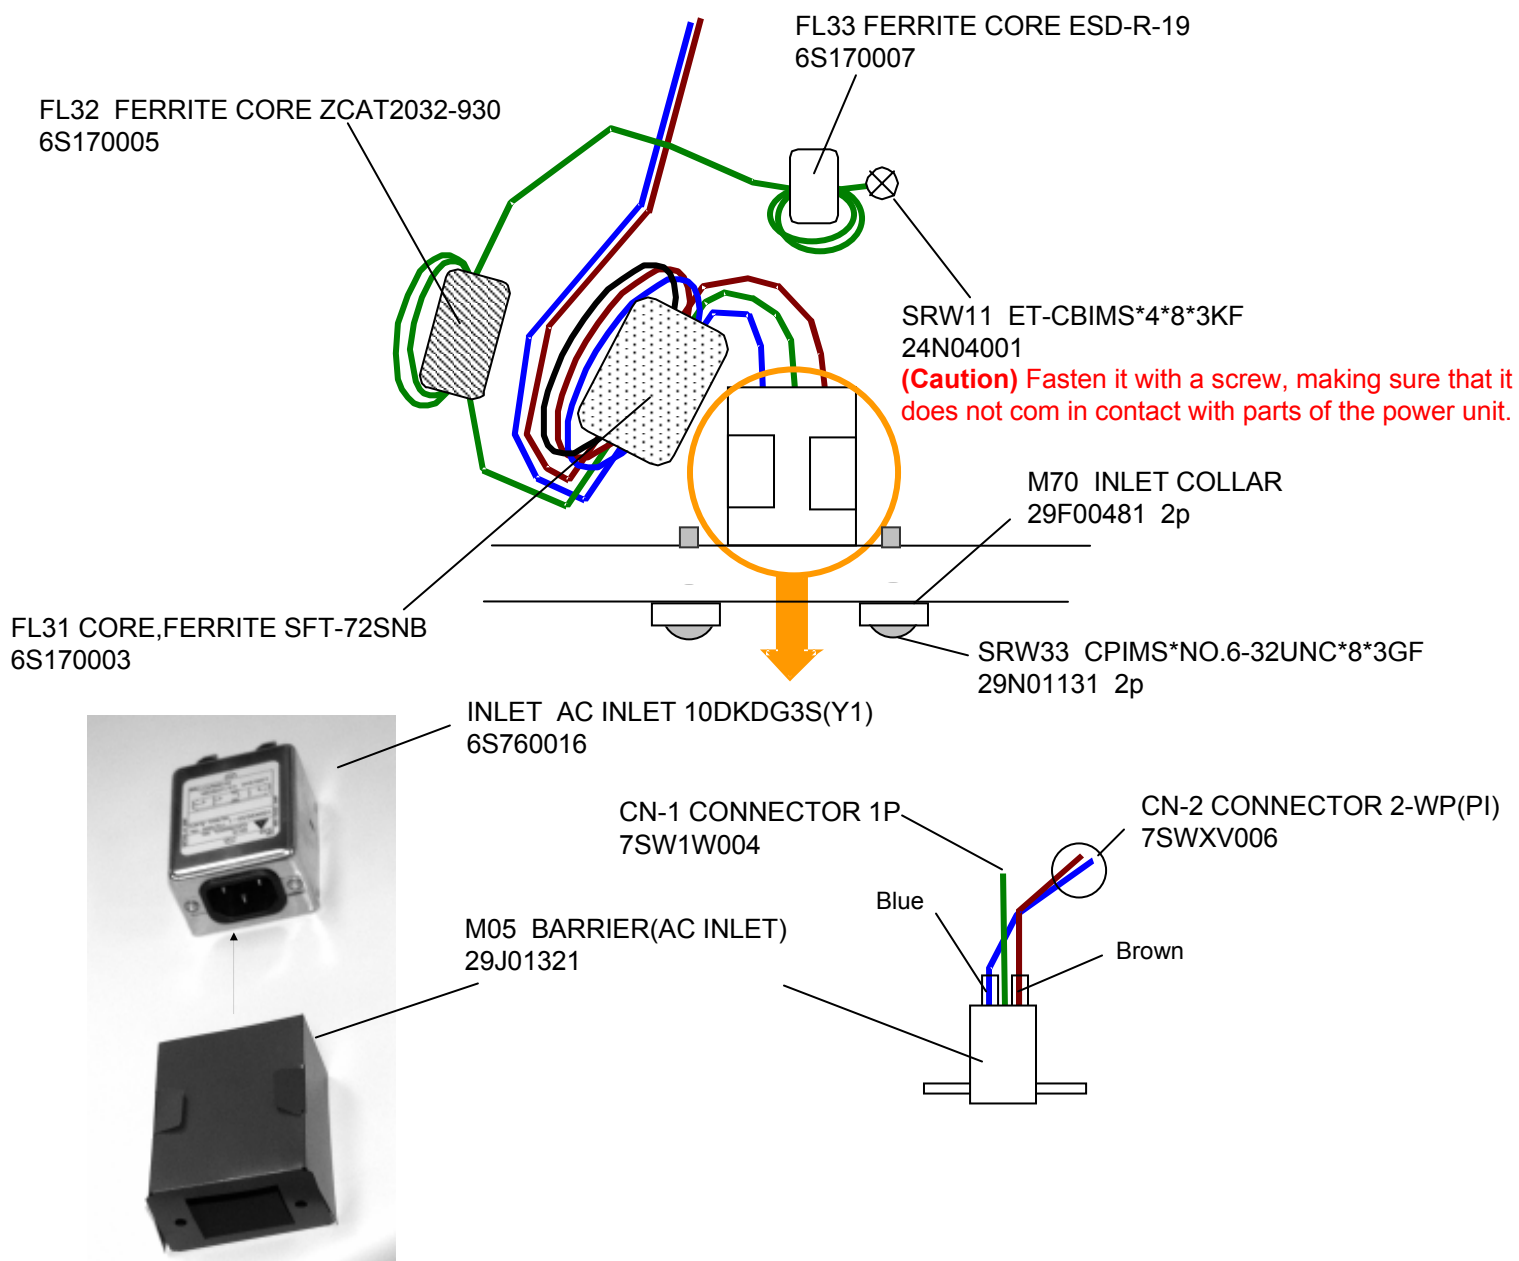 FL33 FERRITE CORE ESD-R-19
6S170007
FL32 FERRITE CORE ZCAT2032-930
6S170005
SRW11 ET-CBIMS*4*8*3KF
24N04001
(Caution) Fasten it with a screw, making sure that it
does not com in contact with parts of the power unit.
M70 INLET COLLAR
29F00481 2p
FL31 CORE,FERRITE SFT-72SNB
6S170003
SRW33 CPIMS*NO.6-32UNC*8*3GF
29N01131 2p
INLET AC INLET 10DKDG3S(Y1)
6S760016
CN-1 CONNECTOR 1P
7SW1W004
CN-2 CONNECTOR 2-WP(PI)
7SWXV006
Blue
M05 BARRIER(AC INLET)
29J01321
Brown